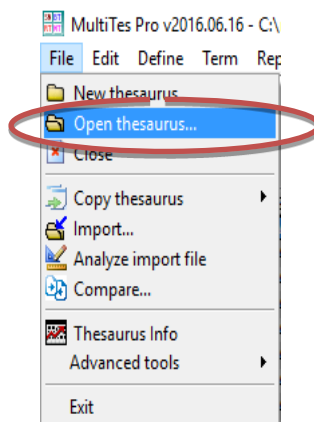 MultiTes Pro v2016.06.16 - C:\
File Edit Define Term Rep
New thesaurus
Open thesaurus...
Close
Copy thesaurus
Import...
Analyze import file
Compare...
Thesaurus Info
Advanced tools
Exit